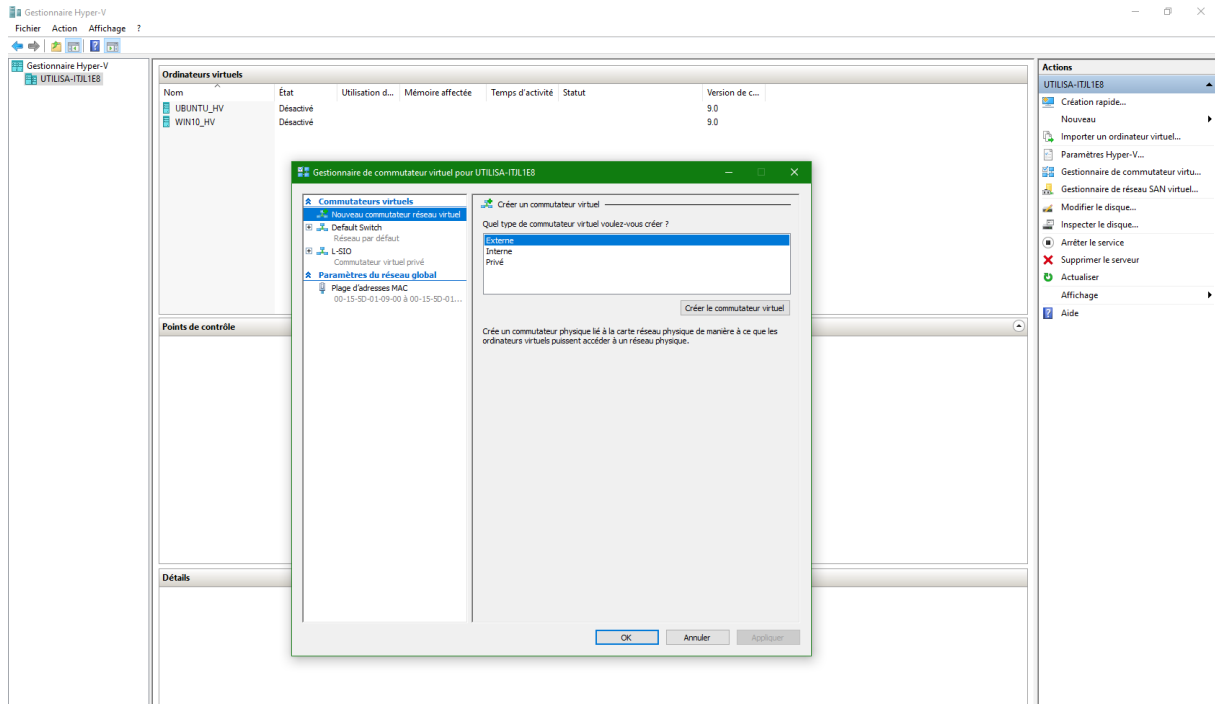 Gestionnaire Hyper-V
Fichier Action Affichage ?
Gestionnaire Hyper-V
UTILISA-ITJL1E8
Ordinateurs virtuels
Nom État Utilisation d... Mémoire affectée Temps d'activité Statut Version de c...
UBUNTU_HV Désactivé 9.0
WIN10_HV Désactivé 9.0
Gestionnaire de commutateur virtuel pour UTILISA-ITJL1E8
Commutateurs virtuels
Nouveau commutateur réseau virtuel
Default Switch
Réseau par défaut
L-SIO
Commutateur virtuel privé
Paramètres du réseau global
Plage d'adresses MAC
00-15-5D-01-09-00 à 00-15-5D-01...
Créer un commutateur virtuel
Quel type de commutateur virtuel voulez-vous créer ?
Externe
Interne
Privé
Créer le commutateur virtuel
Crée un commutateur physique lié à la carte réseau physique de manière à ce que les
ordinateurs virtuels puissent accéder à un réseau physique.
OK Annuler Appliquer
Points de contrôle
Détails
Actions
UTILISA-ITJL1E8
Création rapide...
Nouveau
Importer un ordinateur virtuel...
Paramètres Hyper-V...
Gestionnaire de commutateur virtu...
Gestionnaire de réseau SAN virtuel...
Modifier le disque...
Inspecter le disque...
Arrêter le service
Supprimer le serveur
Actualiser
Affichage
Aide